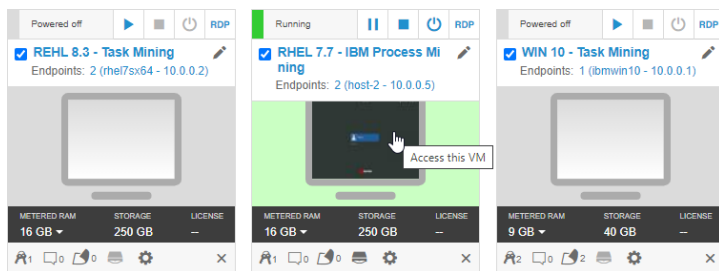 Powered off
RDP
REHL 8.3 - Task Mining
Endpoints: 2 (rhel7sx64 - 10.0.0.2)
METERED RAM
STORAGE
LICENSE
16 GB
250 GB
--
1
0
0
Running
RDP
RHEL 7.7 - IBM Process Mi
ning
Endpoints: 2 (host-2 - 10.0.0.5)
Access this VM
METERED RAM
STORAGE
LICENSE
16 GB
250 GB
--
1
0
0
Powered off
RDP
WIN 10 - Task Mining
Endpoints: 1 (ibmwin10 - 10.0.0.1)
METERED RAM
STORAGE
LICENSE
9 GB
40 GB
--
2
0
2